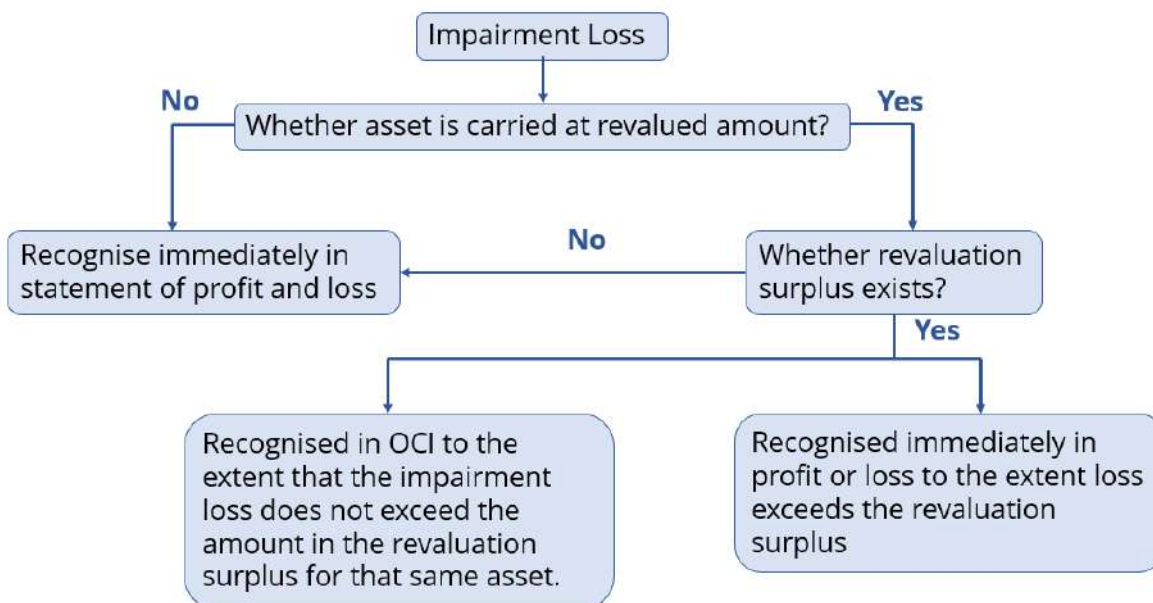 Impairment Loss
No
Yes
Whether asset is carried at revalued amount?
Recognise immediately in
statement of profit and loss
No
Whether revaluation
surplus exists?
Yes
Recognised in OCI to the
extent that the impairment
loss does not exceed the
amount in the revaluation
surplus for that same asset.
Recognised immediately in
profit or loss to the extent loss
exceeds the revaluation
surplus